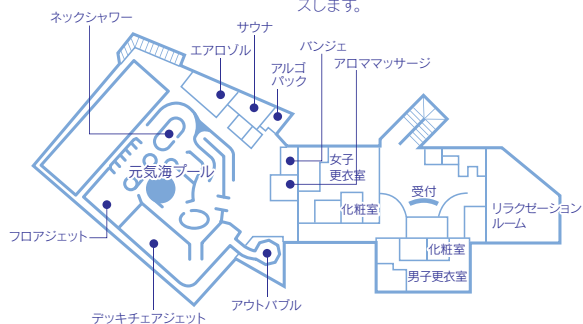 スします。
ネックシャワー
サウナ
エアロゾル
バンジェ
アルゴ
パック
アロママッサージ
女子
更衣室
元気海プール
受付
化粧室
リラクゼーション
ルーム
フロアジェット
化粧室
男子更衣室
アウトバブル
デッキチェアジェット